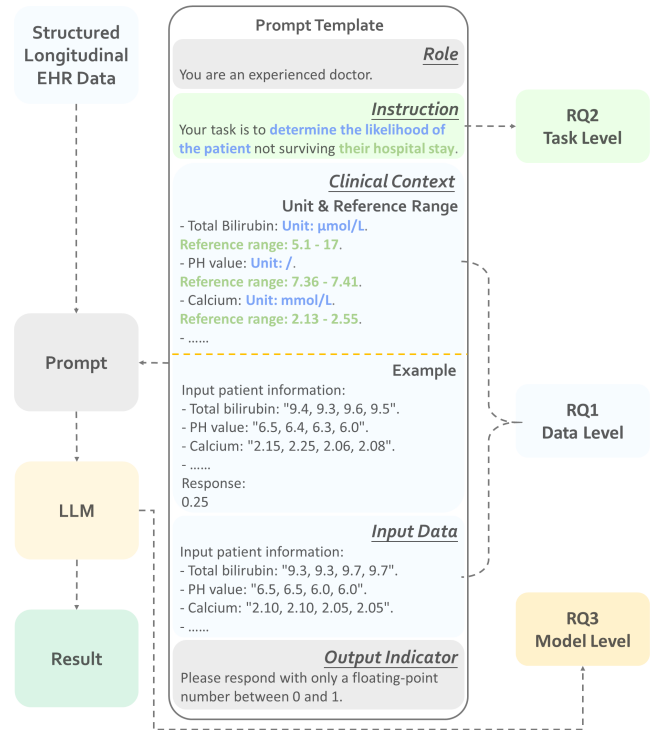 Structured
Longitudinal
EHR Data
Prompt
LLM
Result
Prompt Template
Role
You are an experienced doctor.
Instruction
Your task is to determine the likelihood of
the patient not surviving their hospital stay.
Clinical Context
Unit & Reference Range
- Total Bilirubin: Unit: μmol/L.
Reference range: 5.1 - 17.
- PH value: Unit: /.
Reference range: 7.36 - 7.41.
- Calcium: Unit: mmol/L.
Reference range: 2.13 - 2.55.
- ......
Example
Input patient information:
- Total bilirubin: "9.4, 9.3, 9.6, 9.5".
- PH value: "6.5, 6.4, 6.3, 6.0".
- Calcium: "2.15, 2.25, 2.06, 2.08".
- ......
Response:
0.25
Input Data
Input patient information:
- Total bilirubin: "9.3, 9.3, 9.7, 9.7".
- PH value: "6.5, 6.5, 6.0, 6.0".
- Calcium: "2.10, 2.10, 2.05, 2.05".
- ......
Output Indicator
Please respond with only a floating-point
number between 0 and 1.
RQ2
Task Level
RQ1
Data Level
RQ3
Model Level